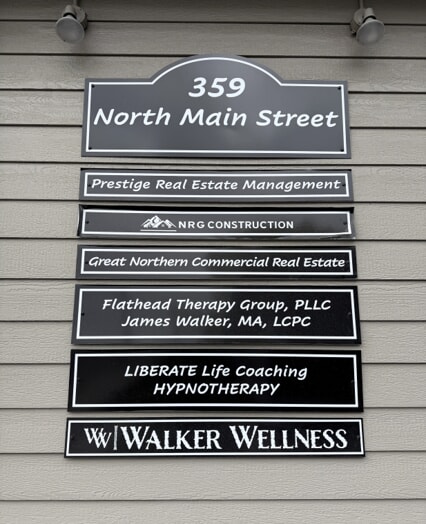 359
North Main Street
Prestige Real Estate Management
NRG CONSTRUCTION
Great Northern Commercial Real Estate
Flathead Therapy Group, PLLC
James Walker, MA, LCPC
LIBERATE Life Coaching
HYPNOTHERAPY
WW|WALKER WELLNESS